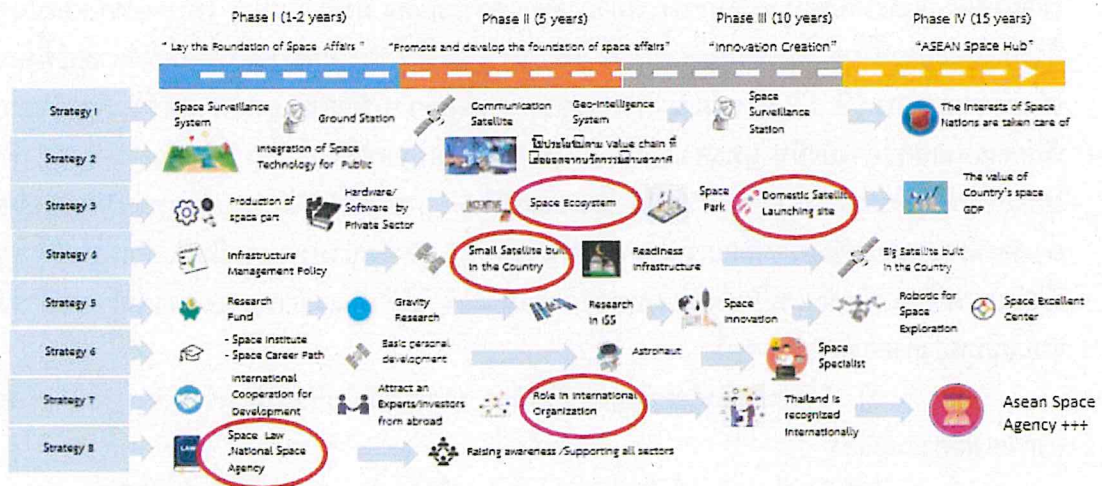 Phase I (1-2 years)
Phase II (5 years)
Phase III (10 years)
Phase IV (15 years)
" Lay the Foundation of Space Affairs "
"Promote and develop the foundation of space affairs"
"Innovation Creation"
"ASEAN Space Hub"
Strategy 1
Space Surveillance
System
Ground Station
Communication
Satellite
Geo-Intelligence
System
Space
Surveillance
Station
The Interests of Space
Nations are taken care of
Strategy 2
Integration of Space
Technology for Public
Value chain ที่
Strategy 3
Production of
space part
Hardware/
Software by
Private Sector
INCENTIVE
Space Ecosystem
Space
Park
Domestic Satellite
Launching site
The value of
Country's space
GDP
Strategy 4
Infrastructure
Management Policy
Small Satellite built
in the Country
Readiness
Infrastructure
Big Satellite built
in the Country
Strategy 5
Research
Fund
Gravity
Research
Research
in ISS
Space
Innovation
Robotic for
Space
Exploration
Space Excellent
Center
Strategy 6
- Space Institute
- Space Career Path
Basic personal
development
Astronaut
Space
Specialist
Strategy 7
International
Cooperation for
Development
Attract an
Experts/Investors
from abroad
Role in International
Organization
Thailand is
recognized
Internationally
Asean Space
Agency +++
Strategy 8
LAW
Space Law
,National Space
Agency
Raising awareness /Supporting all sectors